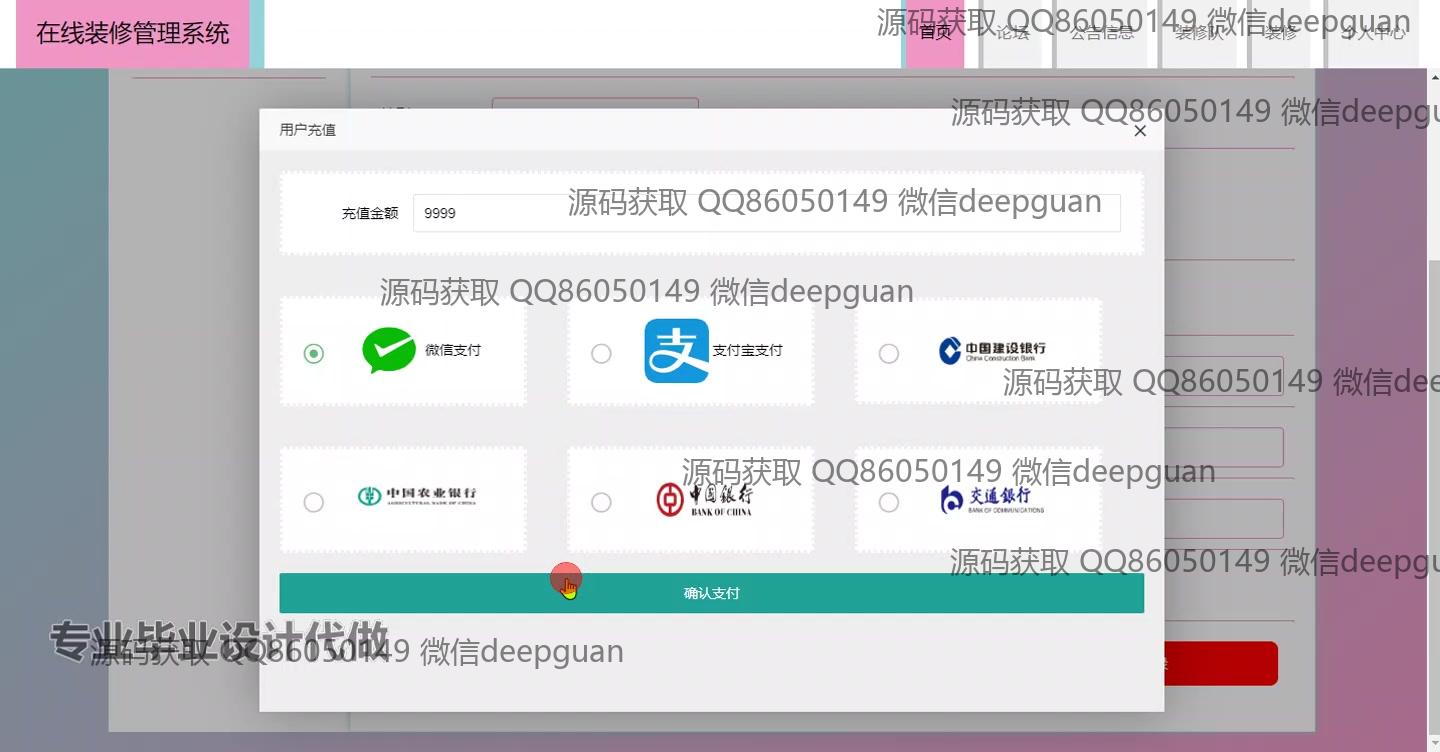 在线装修管理系统
首页
论坛
公告信息
装修队
装修
个人中心
源码获取 QQ86050149 微信deepguan
源码获取 QQ86050149 微信deepgu
用户充值
充值金额
9999
源码获取 QQ86050149 微信deepguan
源码获取 QQ86050149 微信deepguan
微信支付
支付宝支付
中国建设银行
China Construction Bank
源码获取 QQ86050149 微信dee
中国农业银行
AGRICULTURAL BANK OF CHINA
中国银行
BANK OF CHINA
交通银行
BANK OF COMMUNICATIONS
源码获取 QQ86050149 微信deepguan
源码获取 QQ86050149 微信deepgu
确认支付
专业毕业设计代做
源码获取 QQ86050149 微信deepguan